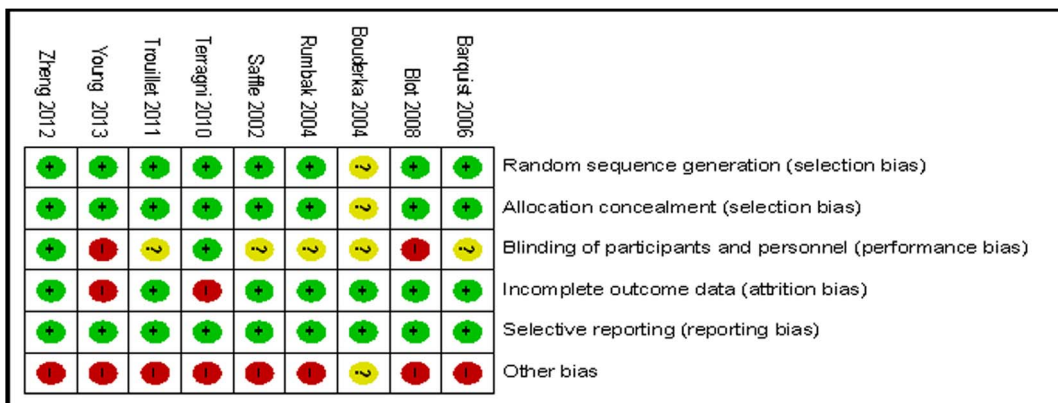 Zheng 2012
Young 2013
Trouillet 2011
Terragni 2010
Saffle 2002
Rumbak 2004
Bouderka 2004
Blot 2008
Barquist 2006
+ + + + + + ? + + Random sequence generation (selection bias)
+ + + + + + ? + + Allocation concealment (selection bias)
+ – ? + ? ? ? – ? Blinding of participants and personnel (performance bias)
+ – + – + + + + + Incomplete outcome data (attrition bias)
+ + + + + + + + + Selective reporting (reporting bias)
– – – – – – ? – – Other bias